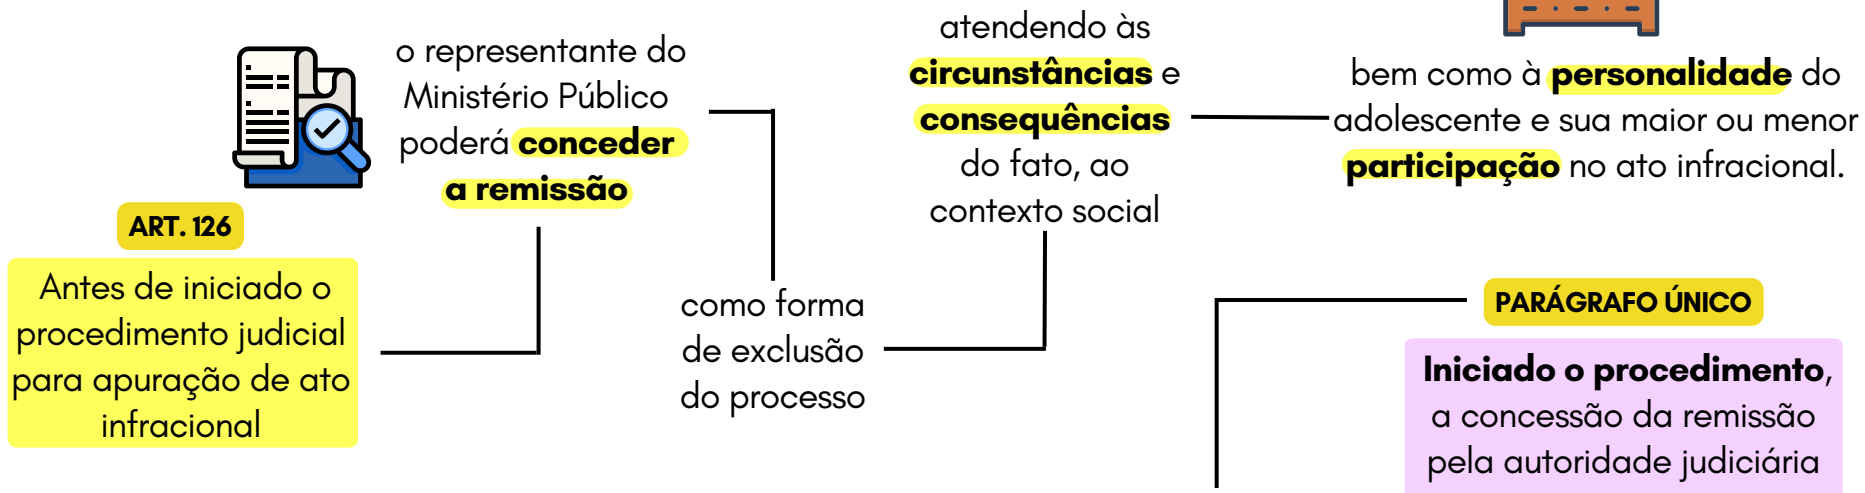 ART. 126
Antes de iniciado o
procedimento judicial
para apuração de ato
infracional
o representante do
Ministério Público
poderá conceder
a remissão
como forma
de exclusão
do processo
atendendo às
circunstâncias e
consequências
do fato, ao
contexto social
bem como à personalidade do
adolescente e sua maior ou menor
participação no ato infracional.
PARÁGRAFO ÚNICO
Iniciado o procedimento,
a concessão da remissão
pela autoridade judiciária